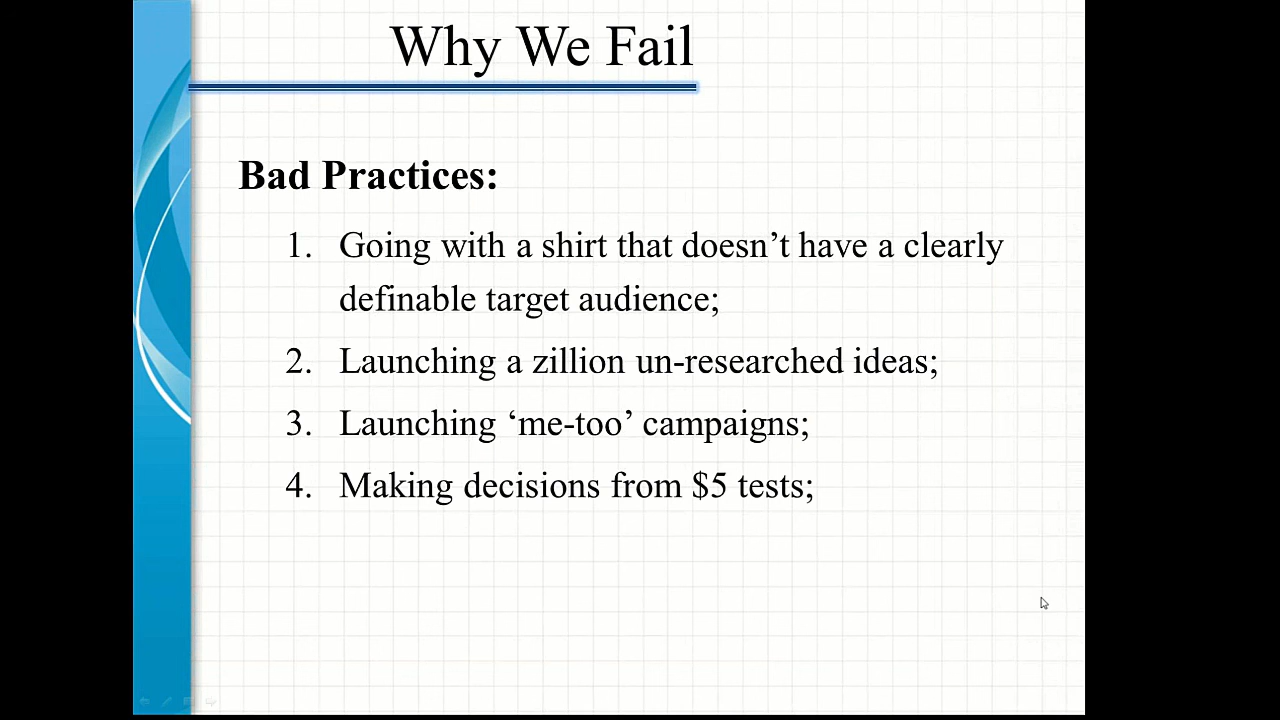 Why We Fail
Bad Practices:
1. Going with a shirt that doesn’t have a clearly
definable target audience;
2. Launching a zillion un-researched ideas;
3. Launching ‘me-too’ campaigns;
4. Making decisions from $5 tests;